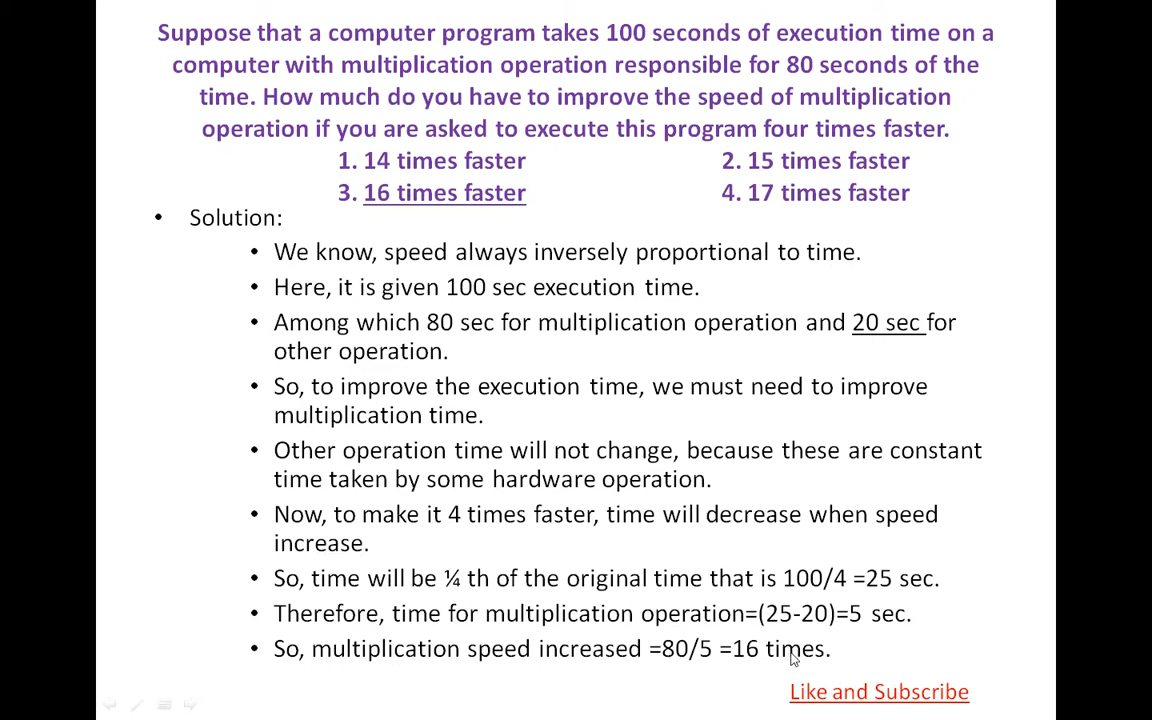 Suppose that a computer program takes 100 seconds of execution time on a
computer with multiplication operation responsible for 80 seconds of the
time. How much do you have to improve the speed of multiplication
operation if you are asked to execute this program four times faster.
1. 14 times faster 2. 15 times faster
3. 16 times faster 4. 17 times faster
• Solution:
• We know, speed always inversely proportional to time.
• Here, it is given 100 sec execution time.
• Among which 80 sec for multiplication operation and 20 sec for
other operation.
• So, to improve the execution time, we must need to improve
multiplication time.
• Other operation time will not change, because these are constant
time taken by some hardware operation.
• Now, to make it 4 times faster, time will decrease when speed
increase.
• So, time will be ¼ th of the original time that is 100/4 =25 sec.
• Therefore, time for multiplication operation=(25-20)=5 sec.
• So, multiplication speed increased =80/5 =16 times.
Like and Subscribe